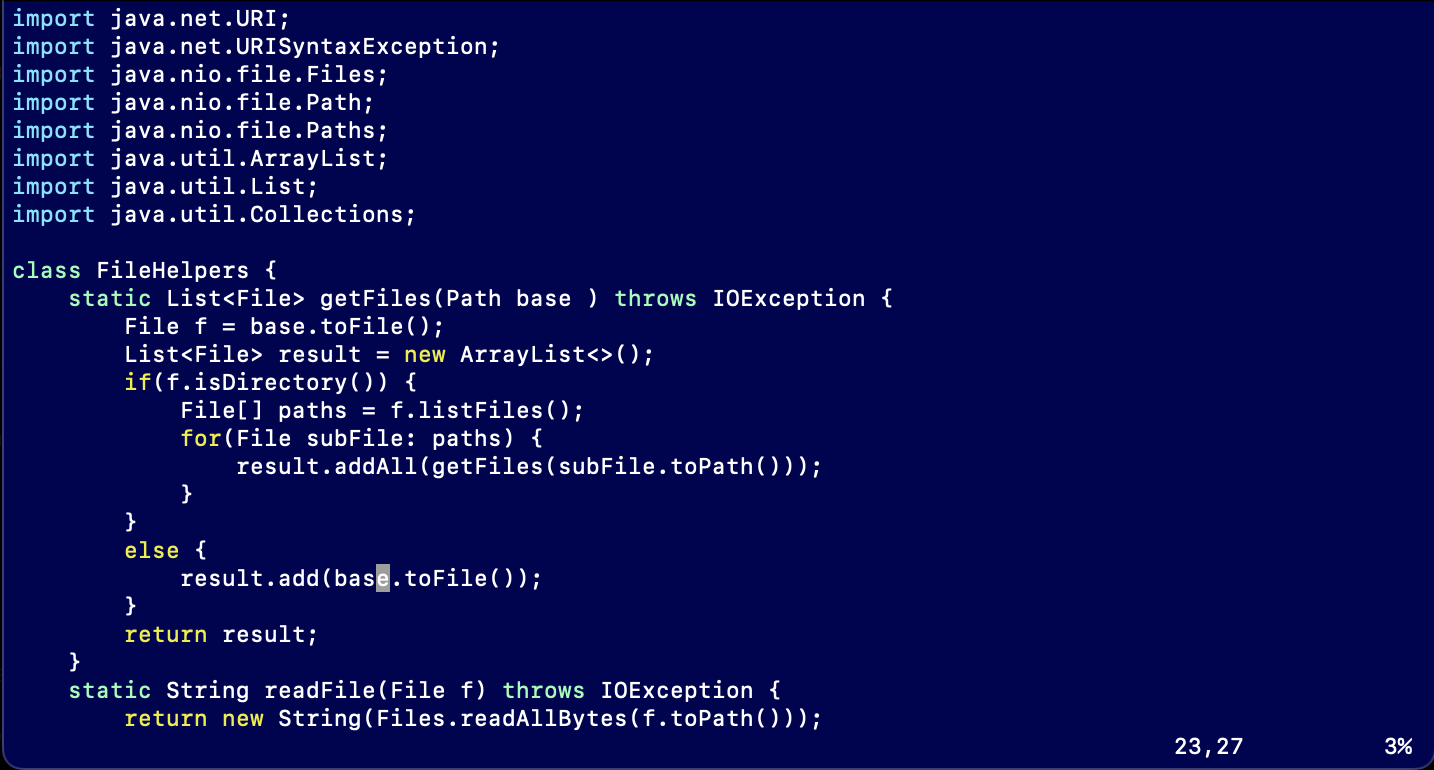 import java.net.URI;
import java.net.URISyntaxException;
import java.nio.file.Files;
import java.nio.file.Path;
import java.nio.file.Paths;
import java.util.ArrayList;
import java.util.List;
import java.util.Collections;

class FileHelpers {
    static List<File> getFiles(Path base ) throws IOException {
        File f = base.toFile();
        List<File> result = new ArrayList<>();
        if(f.isDirectory()) {
            File[] paths = f.listFiles();
            for(File subFile: paths) {
                result.addAll(getFiles(subFile.toPath()));
            }
        }
        else {
            result.add(base.toFile());
        }
        return result;
    }
    static String readFile(File f) throws IOException {
        return new String(Files.readAllBytes(f.toPath()));
23,27 3%